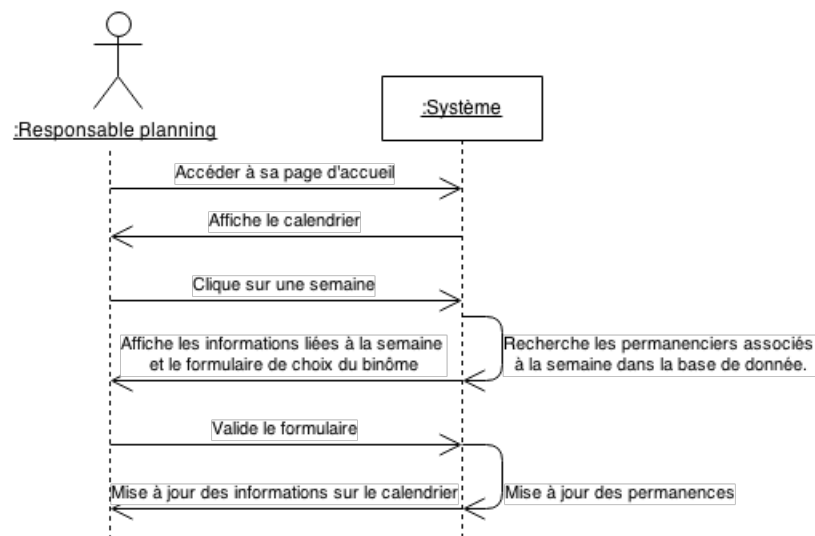 :Responsable planning
:Système
Accéder à sa page d'accueil
Affiche le calendrier
Clique sur une semaine
Affiche les informations liées à la semaine
et le formulaire de choix du binôme
Recherche les permanenciers associés
à la semaine dans la base de donnée.
Valide le formulaire
Mise à jour des informations sur le calendrier
Mise à jour des permanences